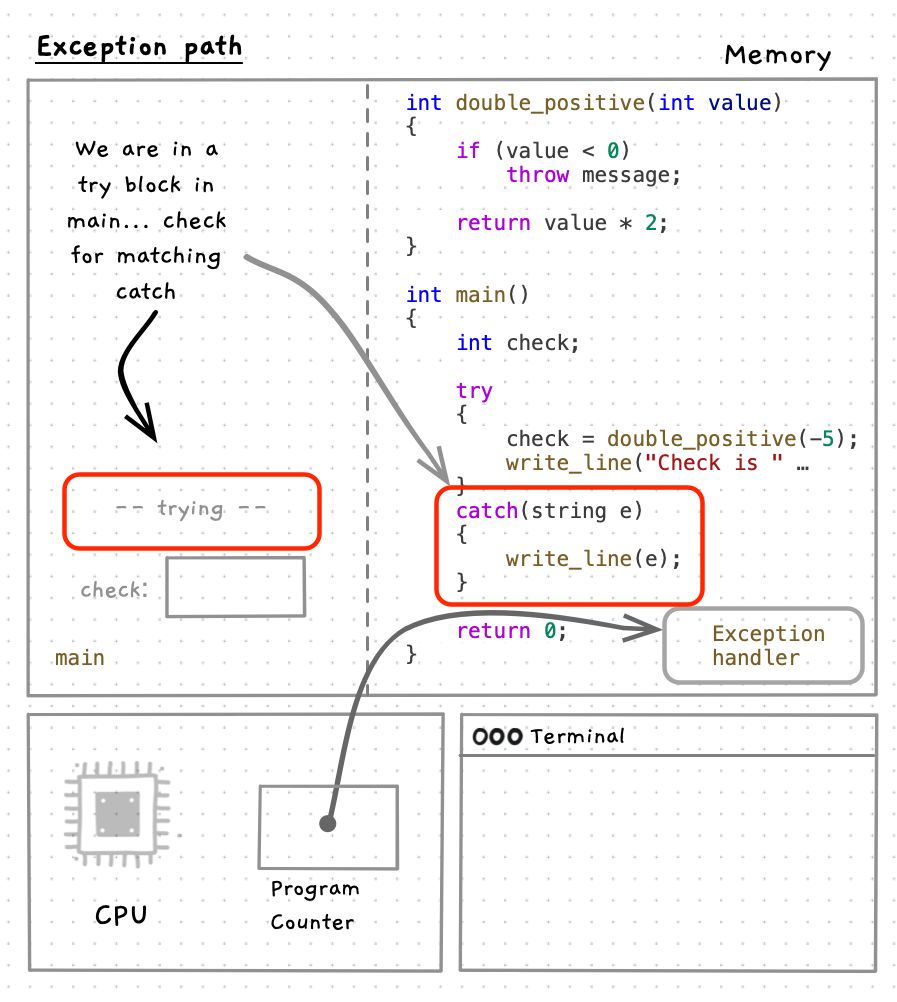 Exception path
Memory
We are in a
try block in
main... check
for matching
catch
-- trying --
check:
main
int double_positive(int value)
{
    if (value < 0)
        throw message;
    return value * 2;
}
int main()
{
    int check;
    try
    {
        check = double_positive(-5);
        write_line("Check is " …
    }
    catch(string e)
    {
        write_line(e);
    }
    return 0;
}
Exception
handler
CPU
Program
Counter
Terminal